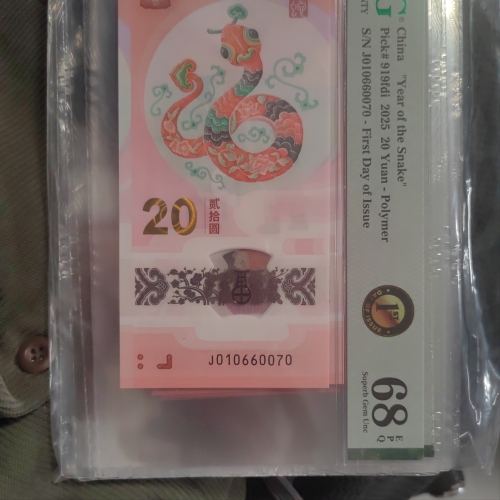 20
贰拾圆
J010660070
G®
China "Year of the Snake"
Pick# 919fdi 2025 20 Yuan - Polymer
S/N J010660070 - First Day of Issue
1ST
68 EPQ
Superb Gem Unc